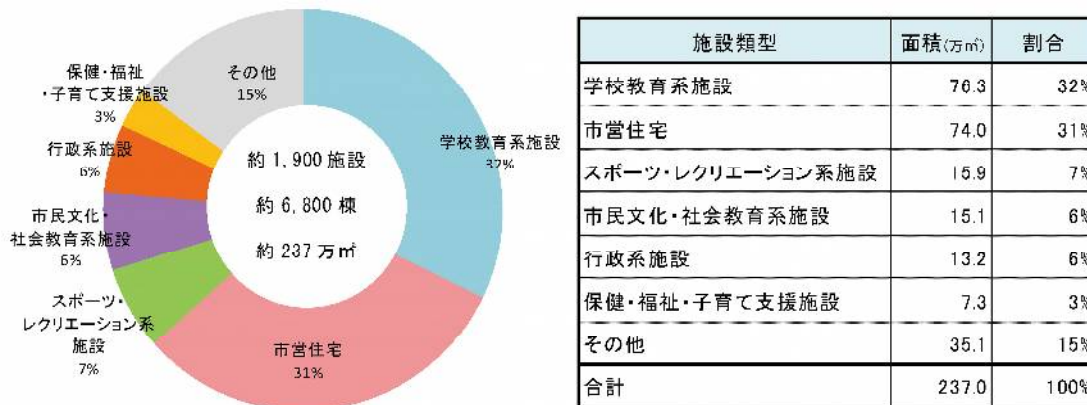 保健・福祉
・子育て支援施設
3%
その他
15%
行政系施設
6%
学校教育系施設
32%
約 1,900 施設
約 6,800 棟
約 237 万㎡
市民文化・
社会教育系施設
6%
スポーツ・
レクリエーション系
施設
7%
市営住宅
31%
施設類型 面積(万㎡) 割合
学校教育系施設 76.3 32%
市営住宅 74.0 31%
スポーツ・レクリエーション系施設 15.9 7%
市民文化・社会教育系施設 15.1 6%
行政系施設 13.2 6%
保健・福祉・子育て支援施設 7.3 3%
その他 35.1 15%
合計 237.0 100%